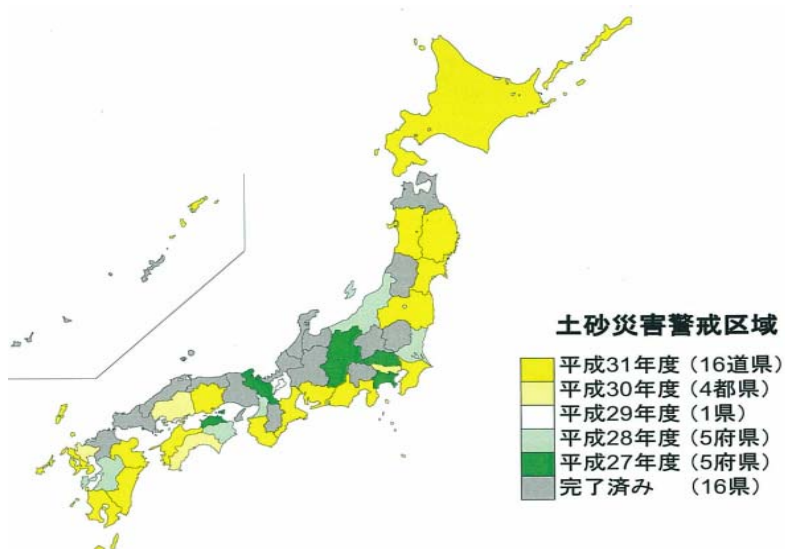 土砂災害警戒区域
平成31年度（16道県）
平成30年度（4都県）
平成29年度（1県）
平成28年度（5府県）
平成27年度（5府県）
完了済み （16県）